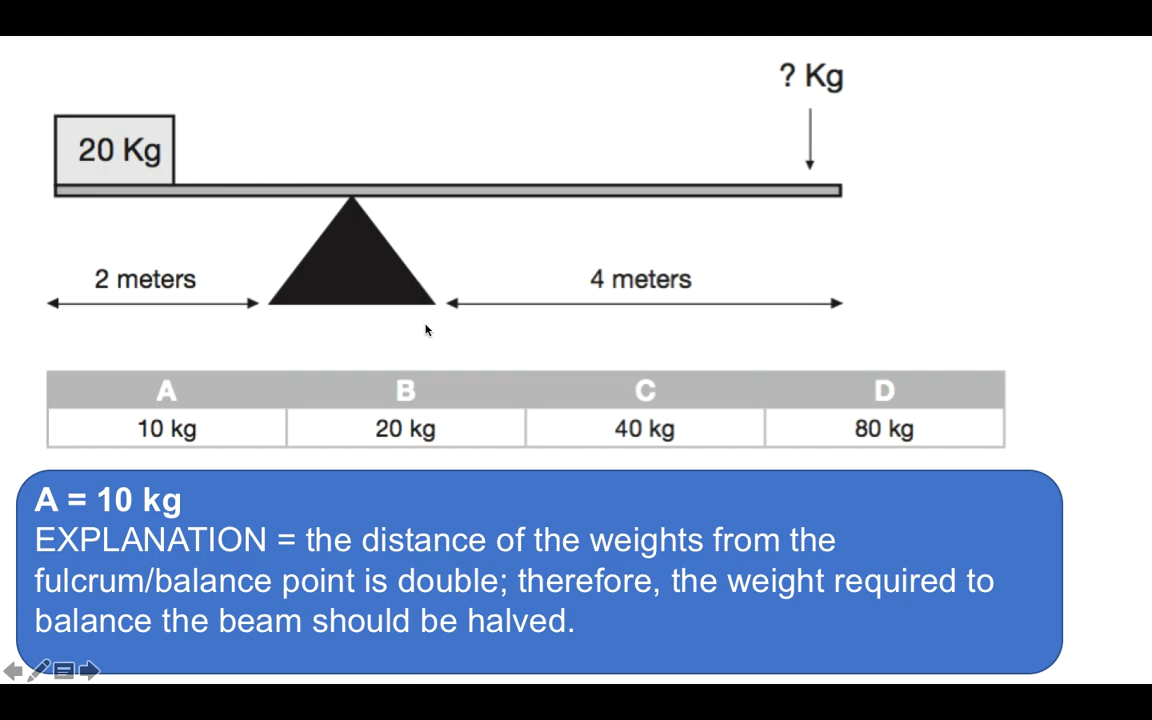 ? Kg
20 Kg
2 meters
4 meters
A B C D
10 kg 20 kg 40 kg 80 kg
A = 10 kg
EXPLANATION = the distance of the weights from the
fulcrum/balance point is double; therefore, the weight required to
balance the beam should be halved.